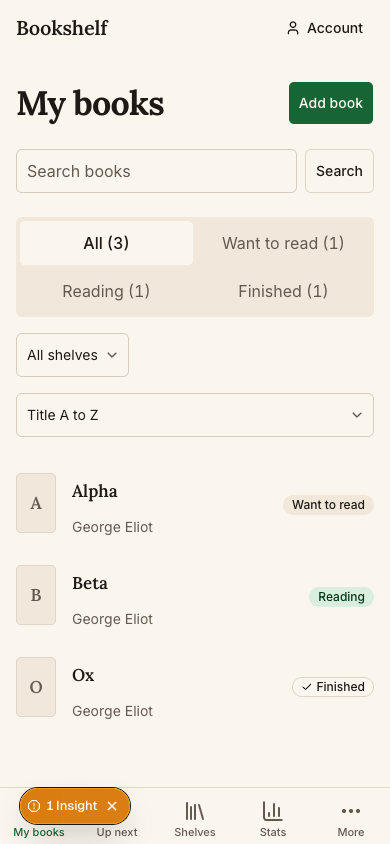 Bookshelf
Account
My books
Add book
Search books
Search
All (3)
Want to read (1)
Reading (1)
Finished (1)
All shelves
Title A to Z
A
Alpha
George Eliot
Want to read
B
Beta
George Eliot
Reading
O
Ox
George Eliot
Finished
1 Insight
My books
Up next
Shelves
Stats
More